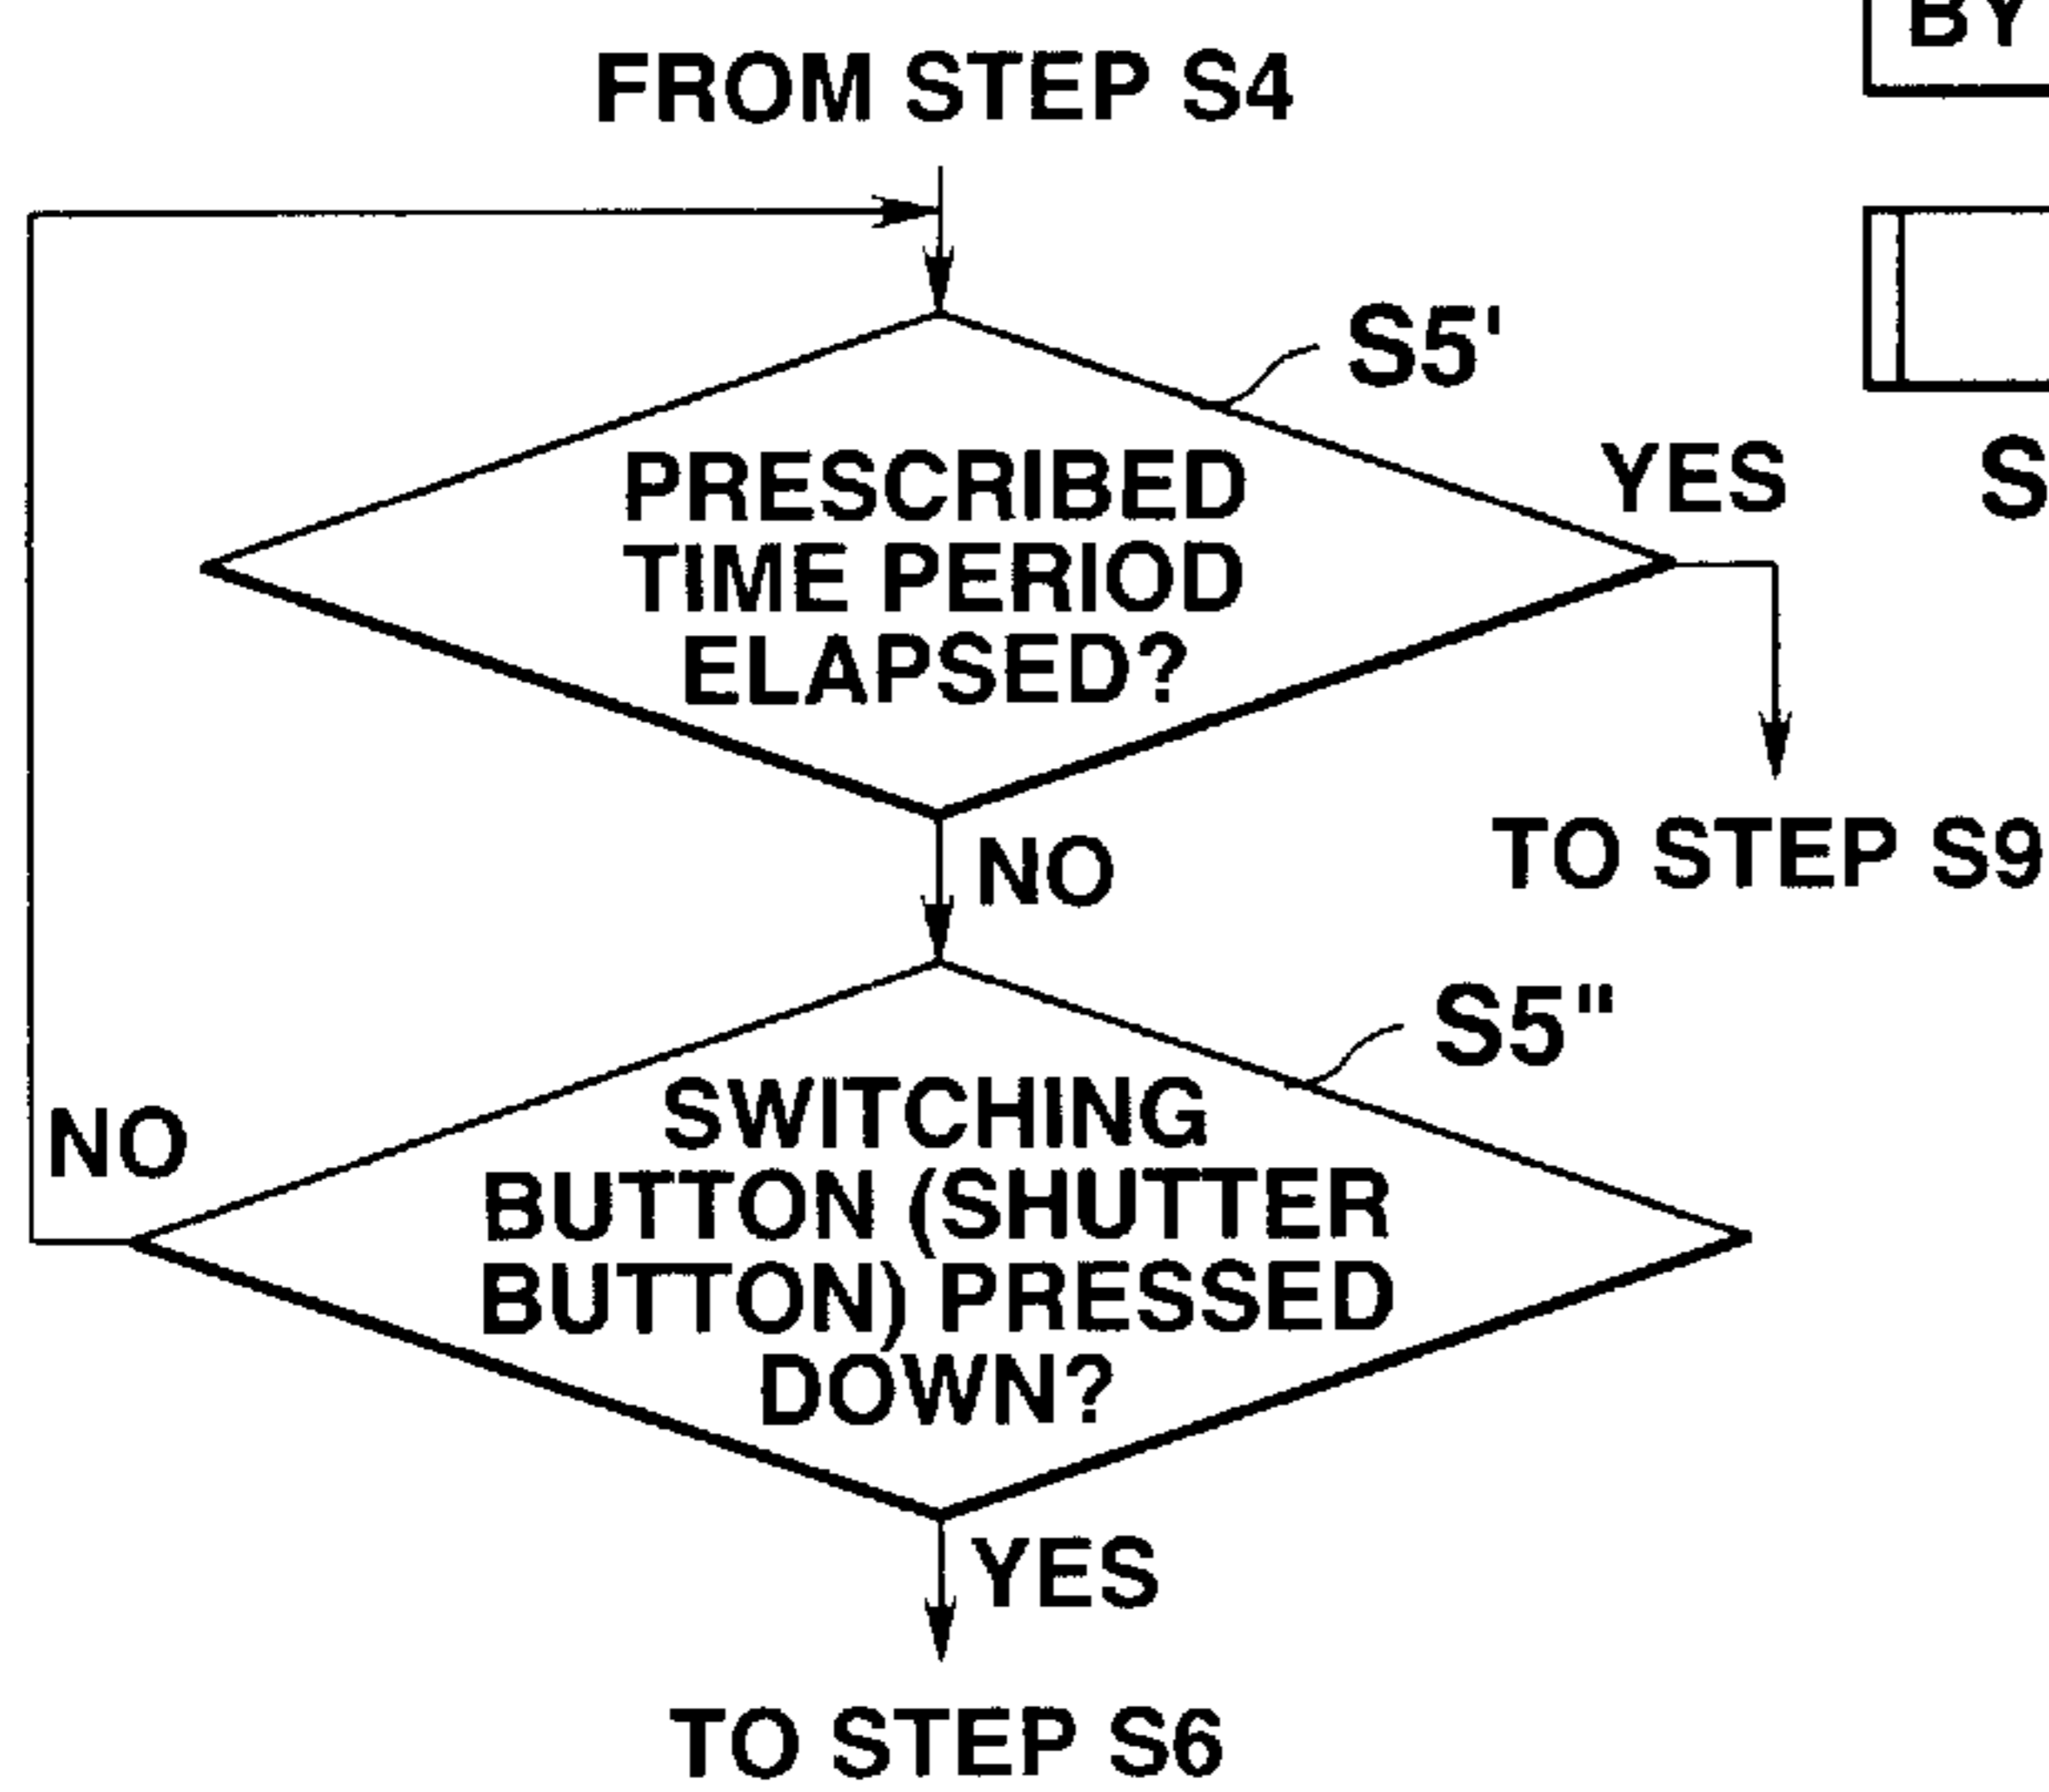 BY
FROM STEP S4
S5'
PRESCRIBED
TIME PERIOD
ELAPSED?
YES
S
TO STEP S9
NO
S5"
SWITCHING
BUTTON (SHUTTER
BUTTON) PRESSED
DOWN?
NO
YES
TO STEP S6